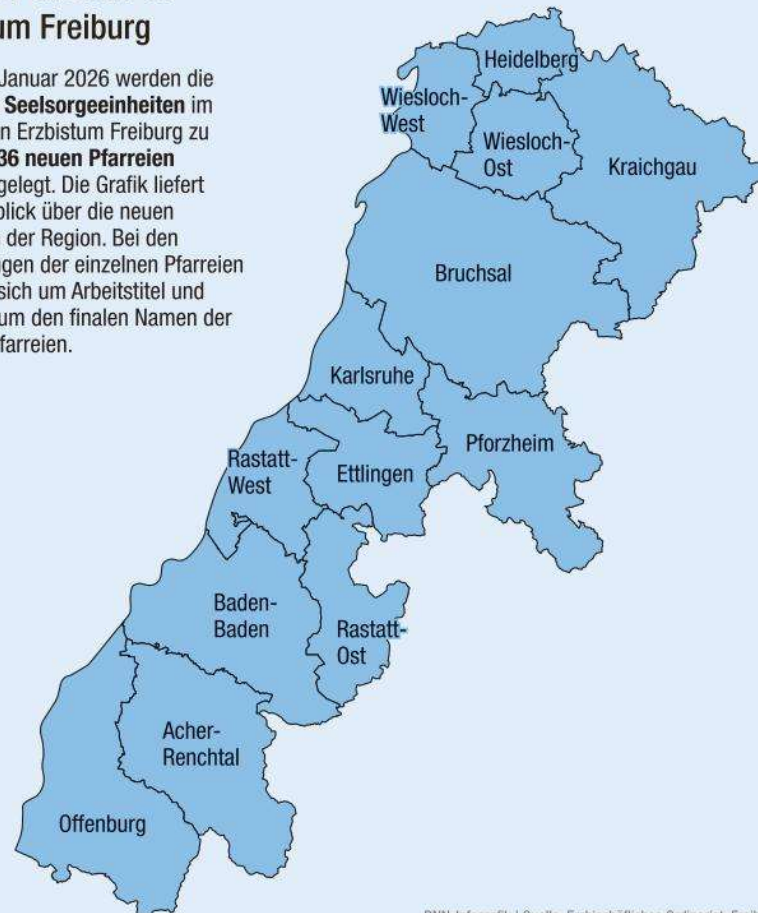 um Freiburg
Januar 2026 werden die
Seelsorgeeinheiten im
n Erzbistum Freiburg zu
36 neuen Pfarreien
gelegt. Die Grafik liefert
blick über die neuen
der Region. Bei den
igen der einzelnen Pfarreien
sich um Arbeitstitel und
um den finalen Namen der
farreien.
Heidelberg
Wiesloch-
West
Wiesloch-
Ost
Kraichgau
Bruchsal
Karlsruhe
Pforzheim
Rastatt-
West
Ettlingen
Baden-
Baden
Rastatt-
Ost
Acher-
Renchtal
Offenburg